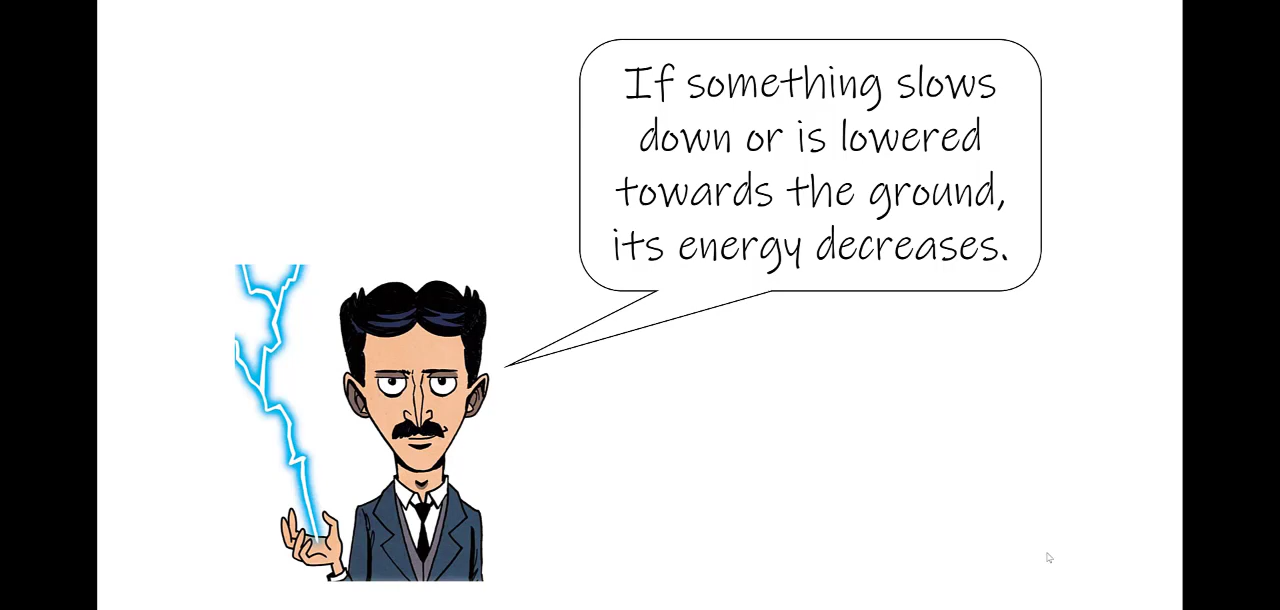 If something slows
down or is lowered
towards the ground,
its energy decreases.